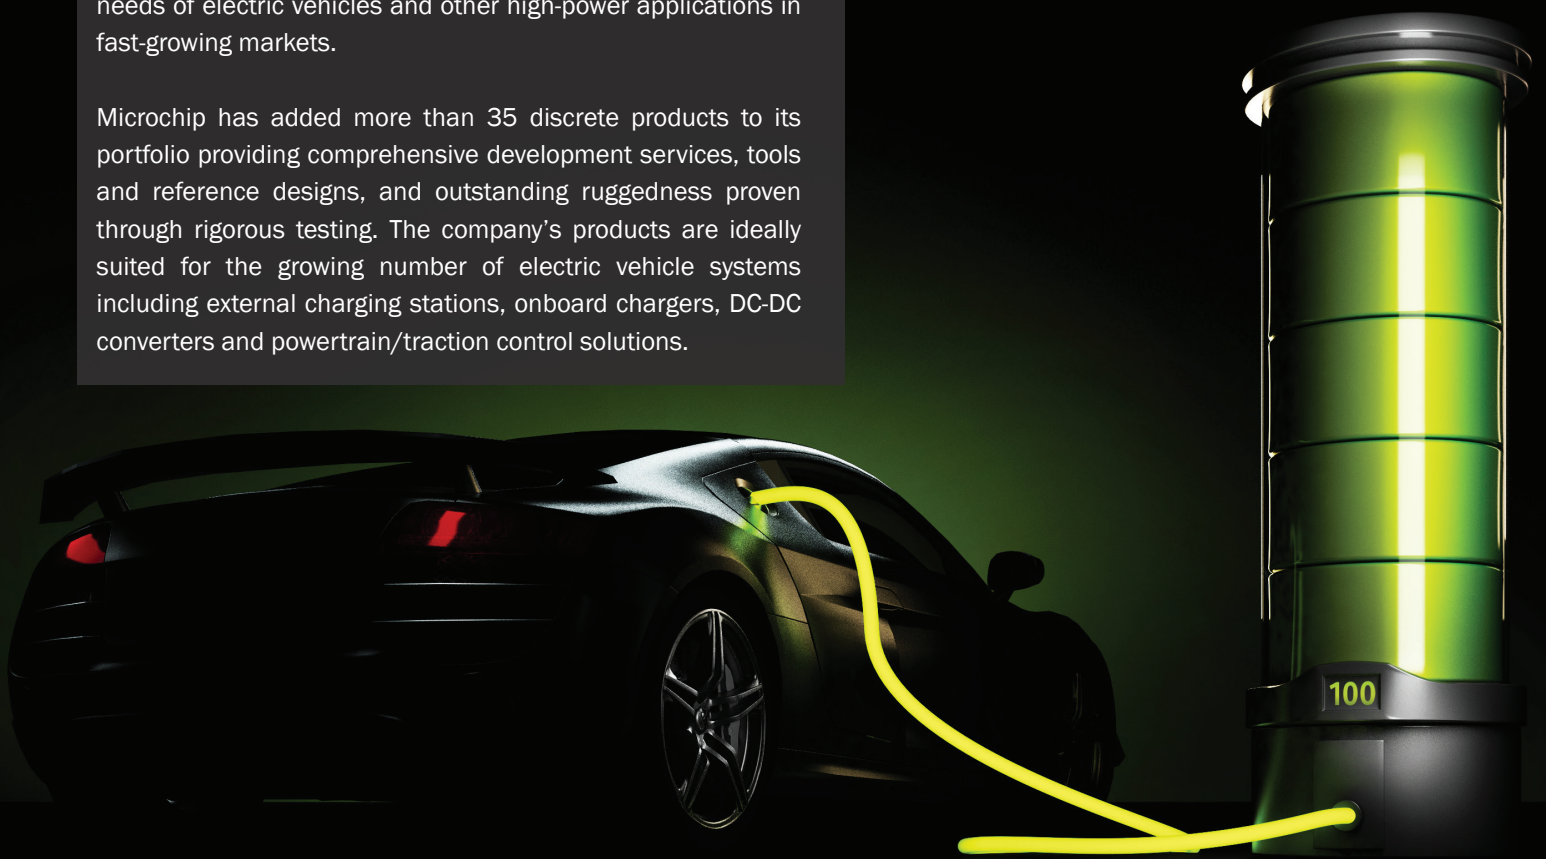 needs of electric vehicles and other high-power applications in
fast-growing markets.
Microchip has added more than 35 discrete products to its
portfolio providing comprehensive development services, tools
and reference designs, and outstanding ruggedness proven
through rigorous testing. The company’s products are ideally
suited for the growing number of electric vehicle systems
including external charging stations, onboard chargers, DC-DC
converters and powertrain/traction control solutions.
100